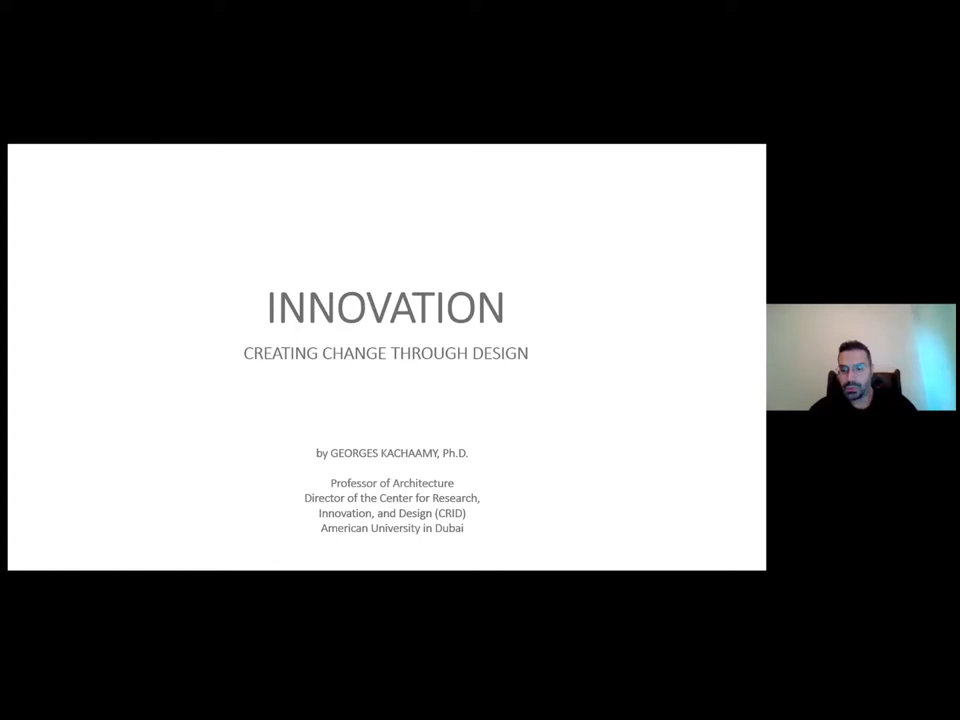 INNOVATION
CREATING CHANGE THROUGH DESIGN
by GEORGES KACHAAMY, Ph.D.
Professor of Architecture
Director of the Center for Research,
Innovation, and Design (CRID)
American University in Dubai